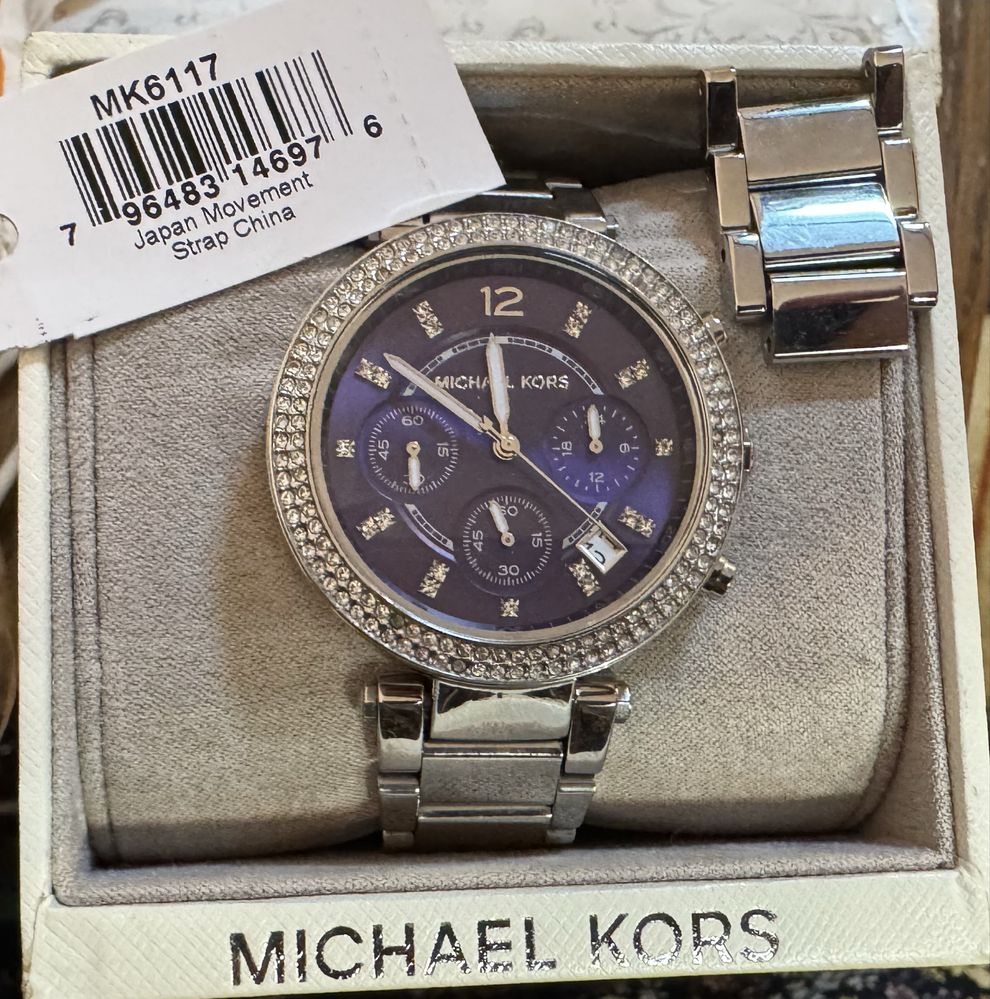 MK6117
7 96483 14697 6
Japan Movement
Strap China
12
MICHAEL KORS
60
45 15
18 6
12
60
45 15
30
MICHAEL KORS